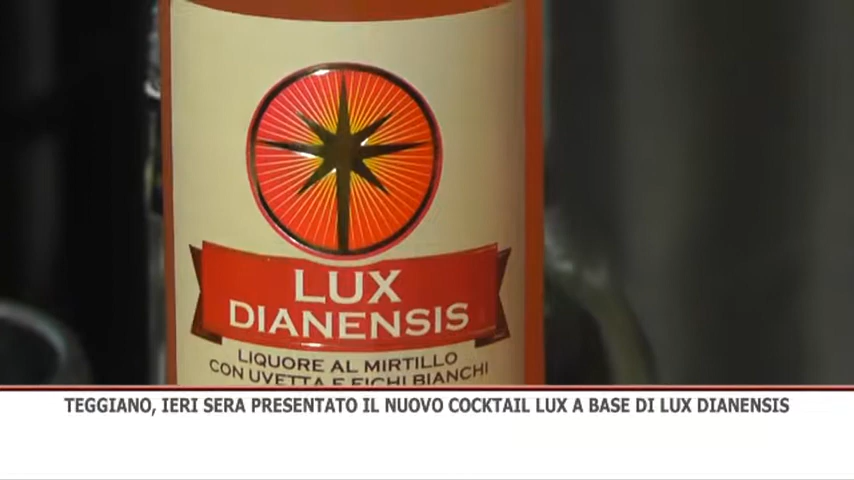 LUX
DIANENSIS
LIQUORE AL MIRTILLO
CON UVETTA E FICHI BIANCHI
TEGGIANO, IERI SERA PRESENTATO IL NUOVO COCKTAIL LUX A BASE DI LUX DIANENSIS